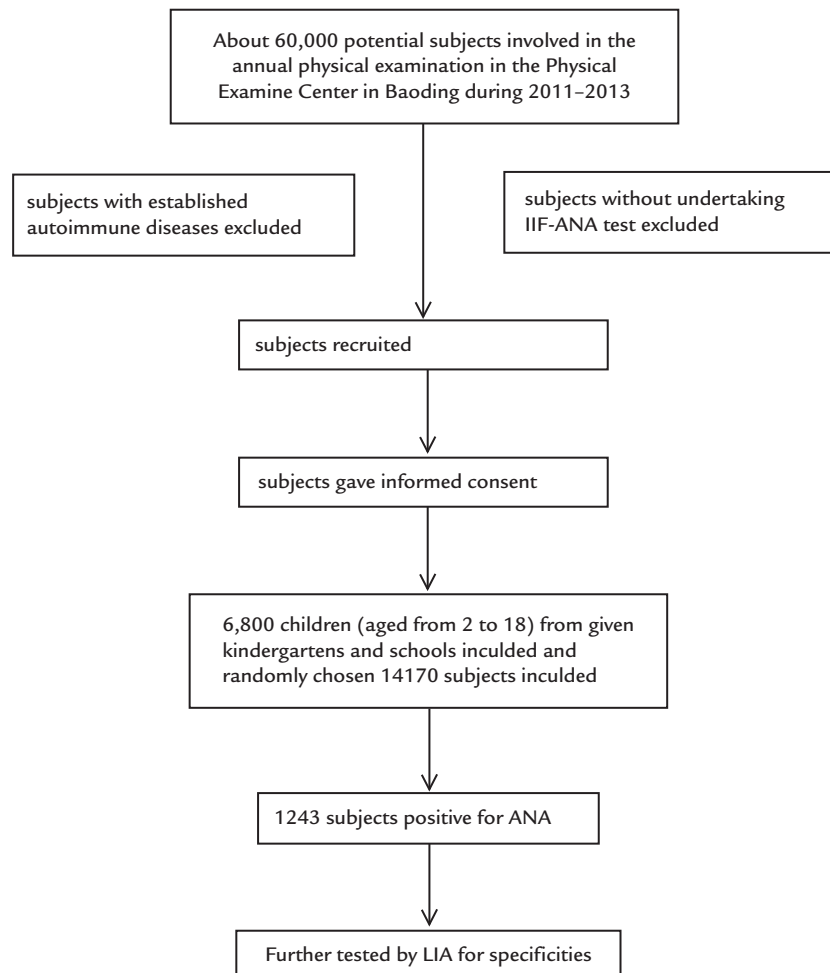 About 60,000 potential subjects involved in the
annual physical examination in the Physical
Examine Center in Baoding during 2011–2013
subjects with established
autoimmune diseases excluded
subjects without undertaking
IIF-ANA test excluded
subjects recruited
subjects gave informed consent
6,800 children (aged from 2 to 18) from given
kindergartens and schools inculded and
randomly chosen 14170 subjects inculded
1243 subjects positive for ANA
Further tested by LIA for specificities